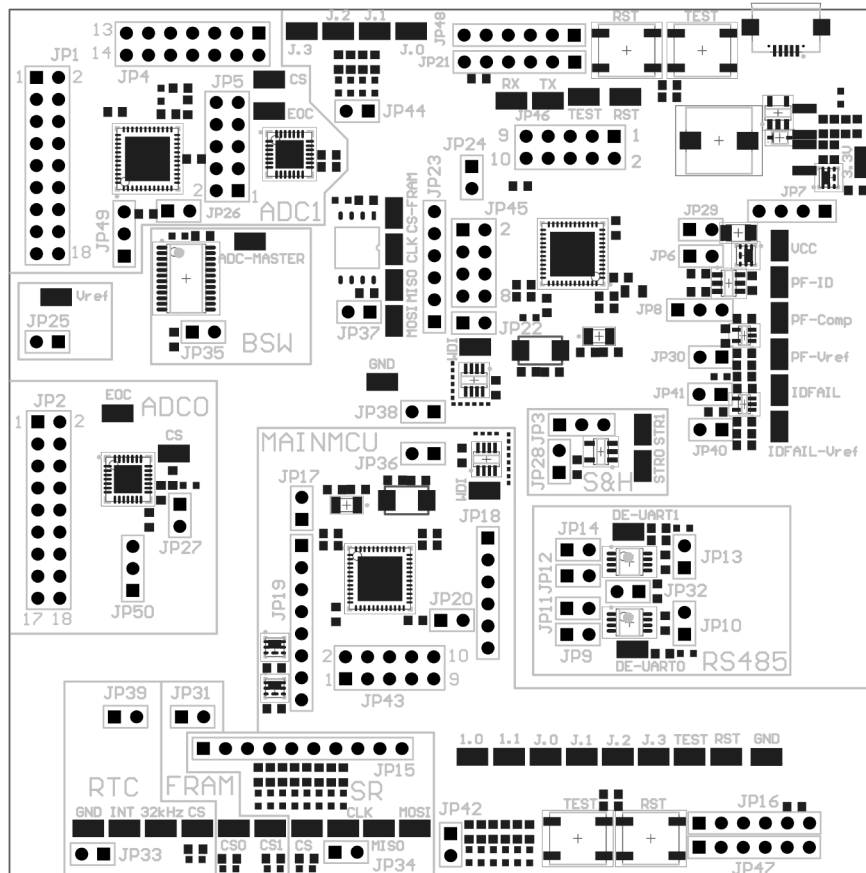 13
14
JP4
J.3
J.2
J.1
J.0
JP48
JP21
RST
TEST
JP1
1
2
18
JP5
CS
EOC
2
1
JP44
RX
TX
TEST
RST
JP46
9
1
10
2
JP24
3.3V
JP49
JP26
ADC1
CS-FRAM
CLK
MISO
MOSI
JP23
JP45
2
8
JP7
JP29
JP6
VCC
PF-ID
JP8
PF-Comp
JP30
PF-Vref
JP41
IDFAIL
JP40
IDFAIL-Vref
ADC-MASTER
Vref
JP25
JP35
BSW
JP37
JP22
WDI
GND
JP38
JP2
EOC
ADC0
1
2
CS
JP27
JP50
17
18
MAINMCU
JP36
WDI
JP17
JP18
JP19
JP20
2
10
1
9
JP43
JP3
JP28
STR1
STR0
S&H
DE-UART1
JP14
JP12
JP13
JP32
JP11
JP10
JP9
DE-UART0
RS485
JP39
JP31
JP15
RTC
FRAM
SR
GND
INT
32kHz
CS
CLK
MOSI
JP33
CS0
CS1
CS
MISO
JP34
1.0
1.1
J.0
J.1
J.2
J.3
TEST
RST
GND
JP42
TEST
RST
JP16
JP47